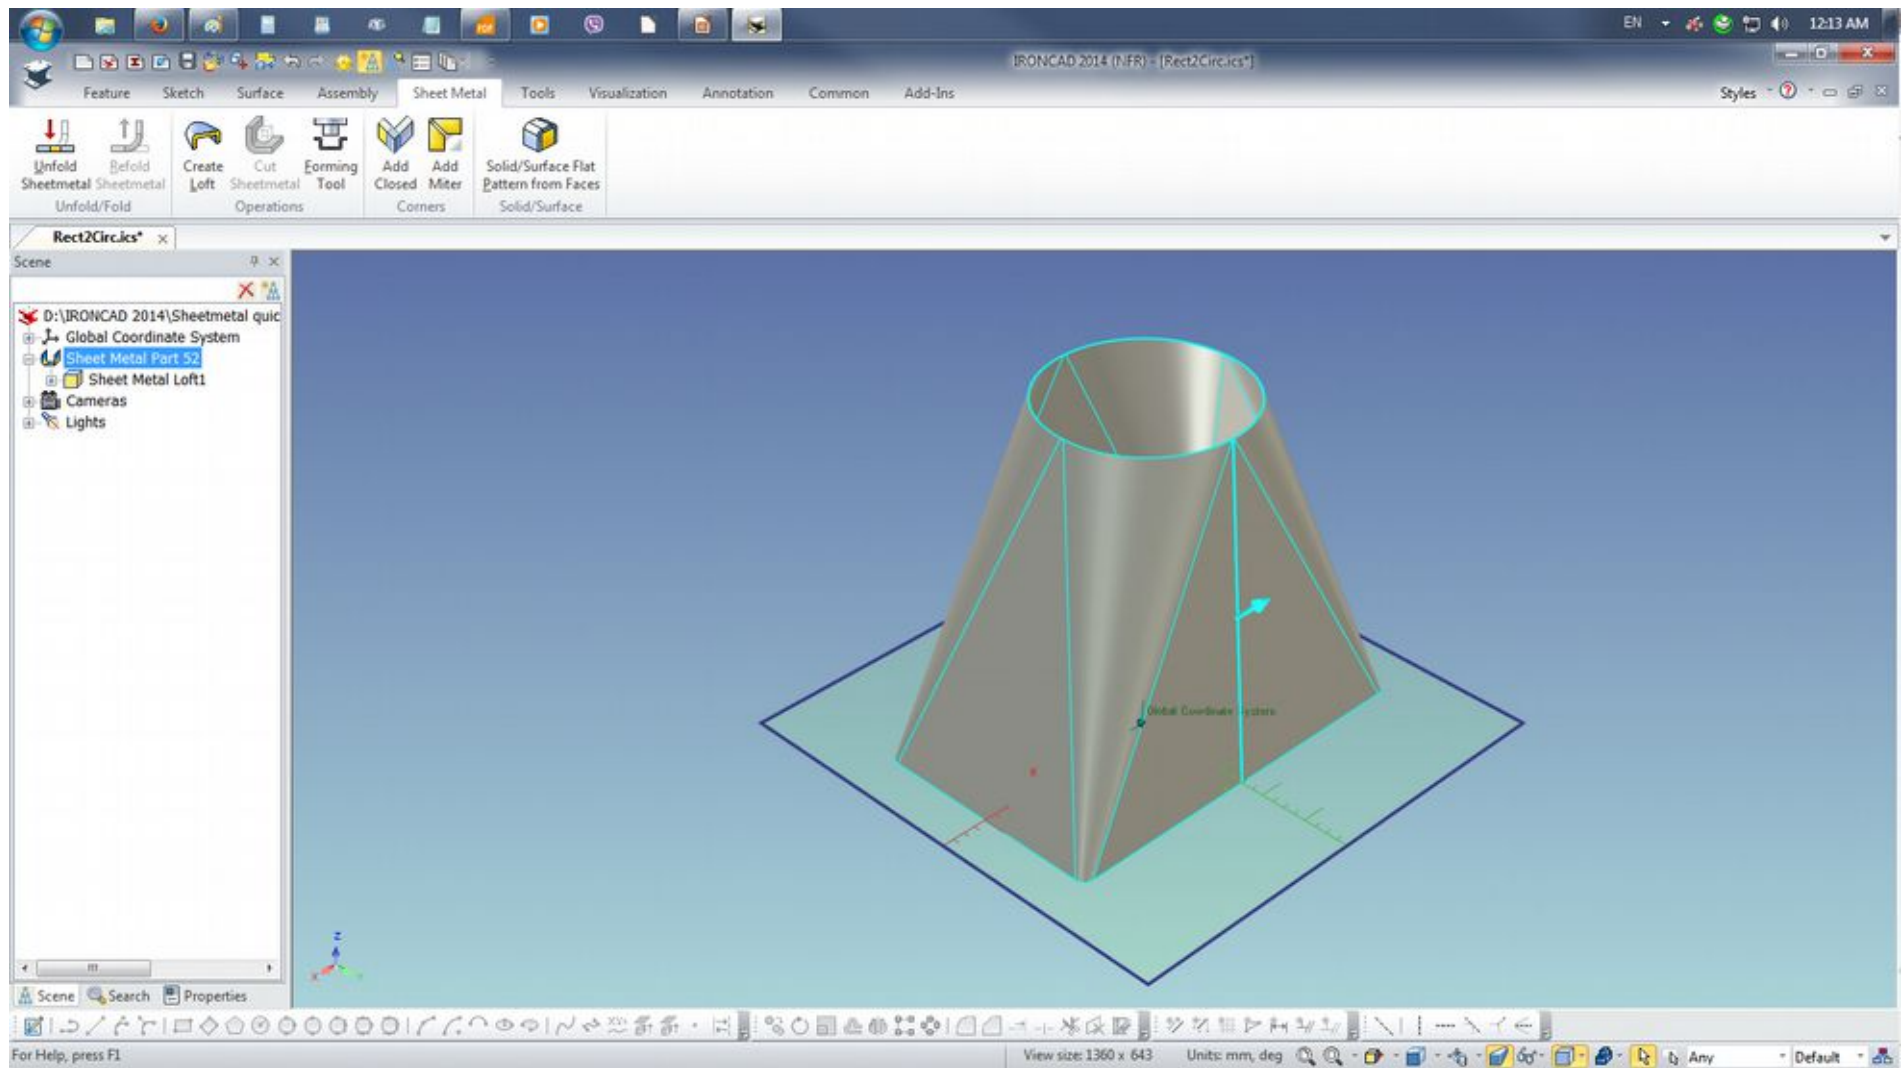 EN 12:13 AM
IRONCAD 2014 (NFR) - [Rect2Circ.ics*]
Feature Sketch Surface Assembly Sheet Metal Tools Visualization Annotation Common Add-Ins Styles
Unfold Sheetmetal
Refold Sheetmetal
Create Loft
Cut Sheetmetal
Forming Tool
Add Closed
Add Miter
Solid/Surface Flat
Pattern from Faces
Unfold/Fold Operations Corners Solid/Surface
Rect2Circ.ics*
Scene
D:\IRONCAD 2014\Sheetmetal quic
Global Coordinate System
Sheet Metal Part 52
Sheet Metal Loft1
Cameras
Lights
Global Coordinate System
Z
Scene Search Properties
For Help, press F1 View size: 1360 x 643 Units: mm, deg Any Default